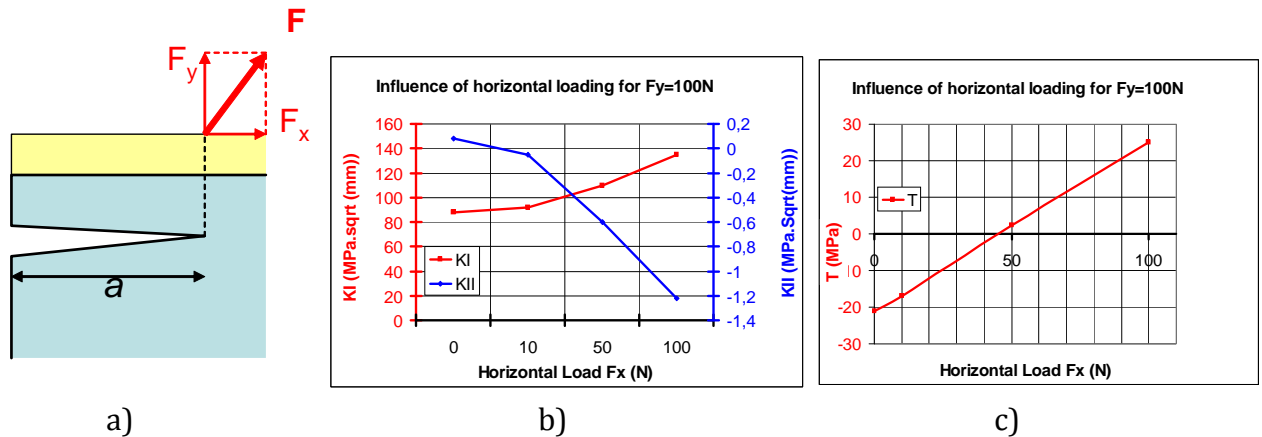 F
Fy
Fx
a
a)
Influence of horizontal loading for Fy=100N
160
140
120
100
80
60
40
20
0
KI (MPa.sqrt (mm))
0,2
0
-0,2
-0,4
-0,6
-0,8
-1
-1,2
-1,4
KII (MPa.Sqrt(mm))
KI
KII
0 10 50 100
Horizontal Load Fx (N)
b)
Influence of horizontal loading for Fy=100N
30
20
10
0
10
-20
-30
T (MPa)
T
0 50 100
Horizontal Load Fx (N)
c)